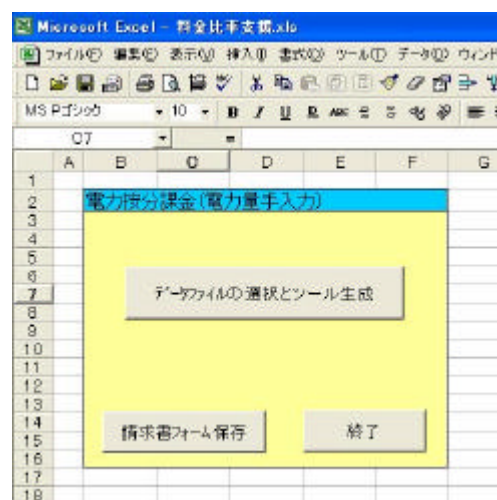 Microsoft Excel - 料金比率支援.xls
ファイル(F) 編集(E) 表示(V) 挿入(I) 書式(O) ツール(T) データ(D) ウィンド
MS Pゴシック 10 B I U
C7 =
A B C D E F G
1
2 電力按分課金(電力量手入力)
3
4
5
6
7 データファイルの選択とツール生成
8
9
10
11
12
13
14
15 請求書フォーム保存 終了
16
17
18